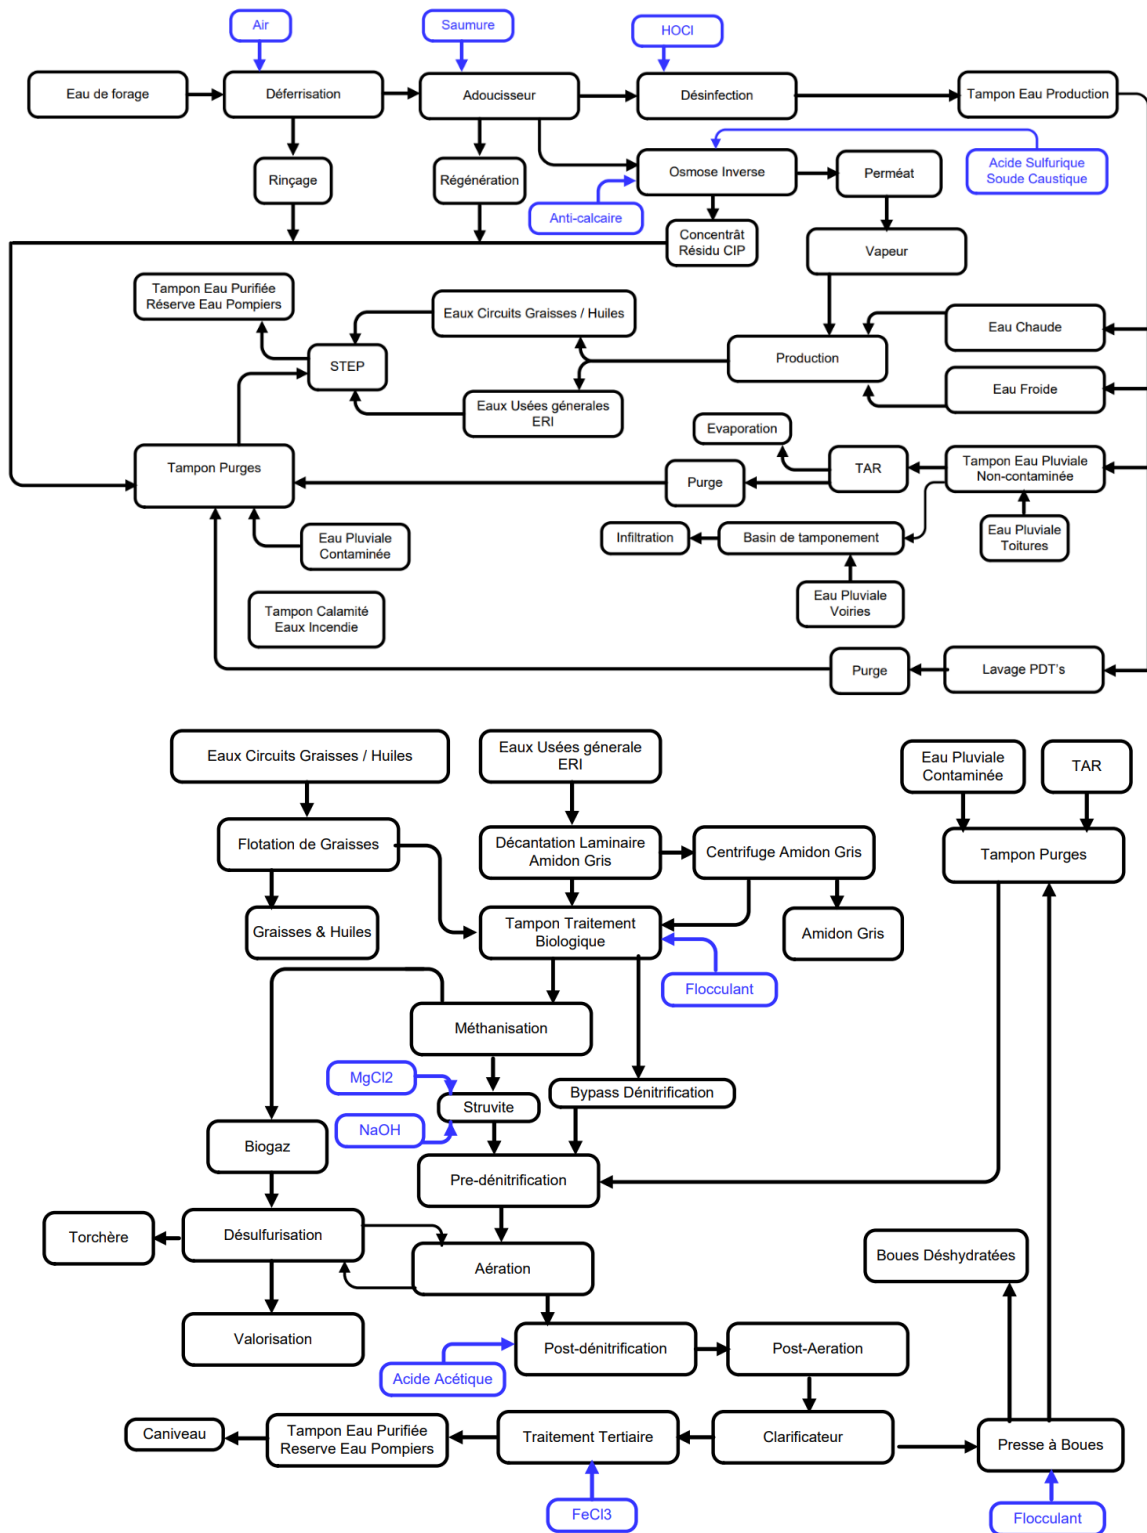 Air
Saumure
HOCl
Eau de forage
Déferrisation
Adoucisseur
Désinfection
Tampon Eau Production
Rinçage
Régénération
Osmose Inverse
Perméat
Acide Sulfurique
Soude Caustique
Anti-calcaire
Concentrât
Résidu CIP
Vapeur
Tampon Eau Purifiée
Réserve Eau Pompiers
Eaux Circuits Graisses / Huiles
Eau Chaude
STEP
Production
Eaux Usées génerales
ERI
Eau Froide
Evaporation
Tampon Purges
Purge
TAR
Tampon Eau Pluviale
Non-contaminée
Eau Pluviale
Contaminée
Infiltration
Basin de tamponement
Eau Pluviale
Toitures
Eau Pluviale
Voiries
Tampon Calamité
Eaux Incendie
Purge
Lavage PDT's
Eaux Circuits Graisses / Huiles
Eaux Usées génerale
ERI
Eau Pluviale
Contaminée
TAR
Flotation de Graisses
Décantation Laminaire
Amidon Gris
Centrifuge Amidon Gris
Tampon Purges
Graisses & Huiles
Tampon Traitement
Biologique
Amidon Gris
Flocculant
Méthanisation
MgCl2
Struvite
Bypass Dénitrification
NaOH
Biogaz
Pre-dénitrification
Torchère
Désulfurisation
Aération
Boues Déshydratées
Valorisation
Post-dénitrification
Post-Aeration
Acide Acétique
Caniveau
Tampon Eau Purifiée
Reserve Eau Pompiers
Traitement Tertiaire
Clarificateur
Presse à Boues
FeCl3
Flocculant